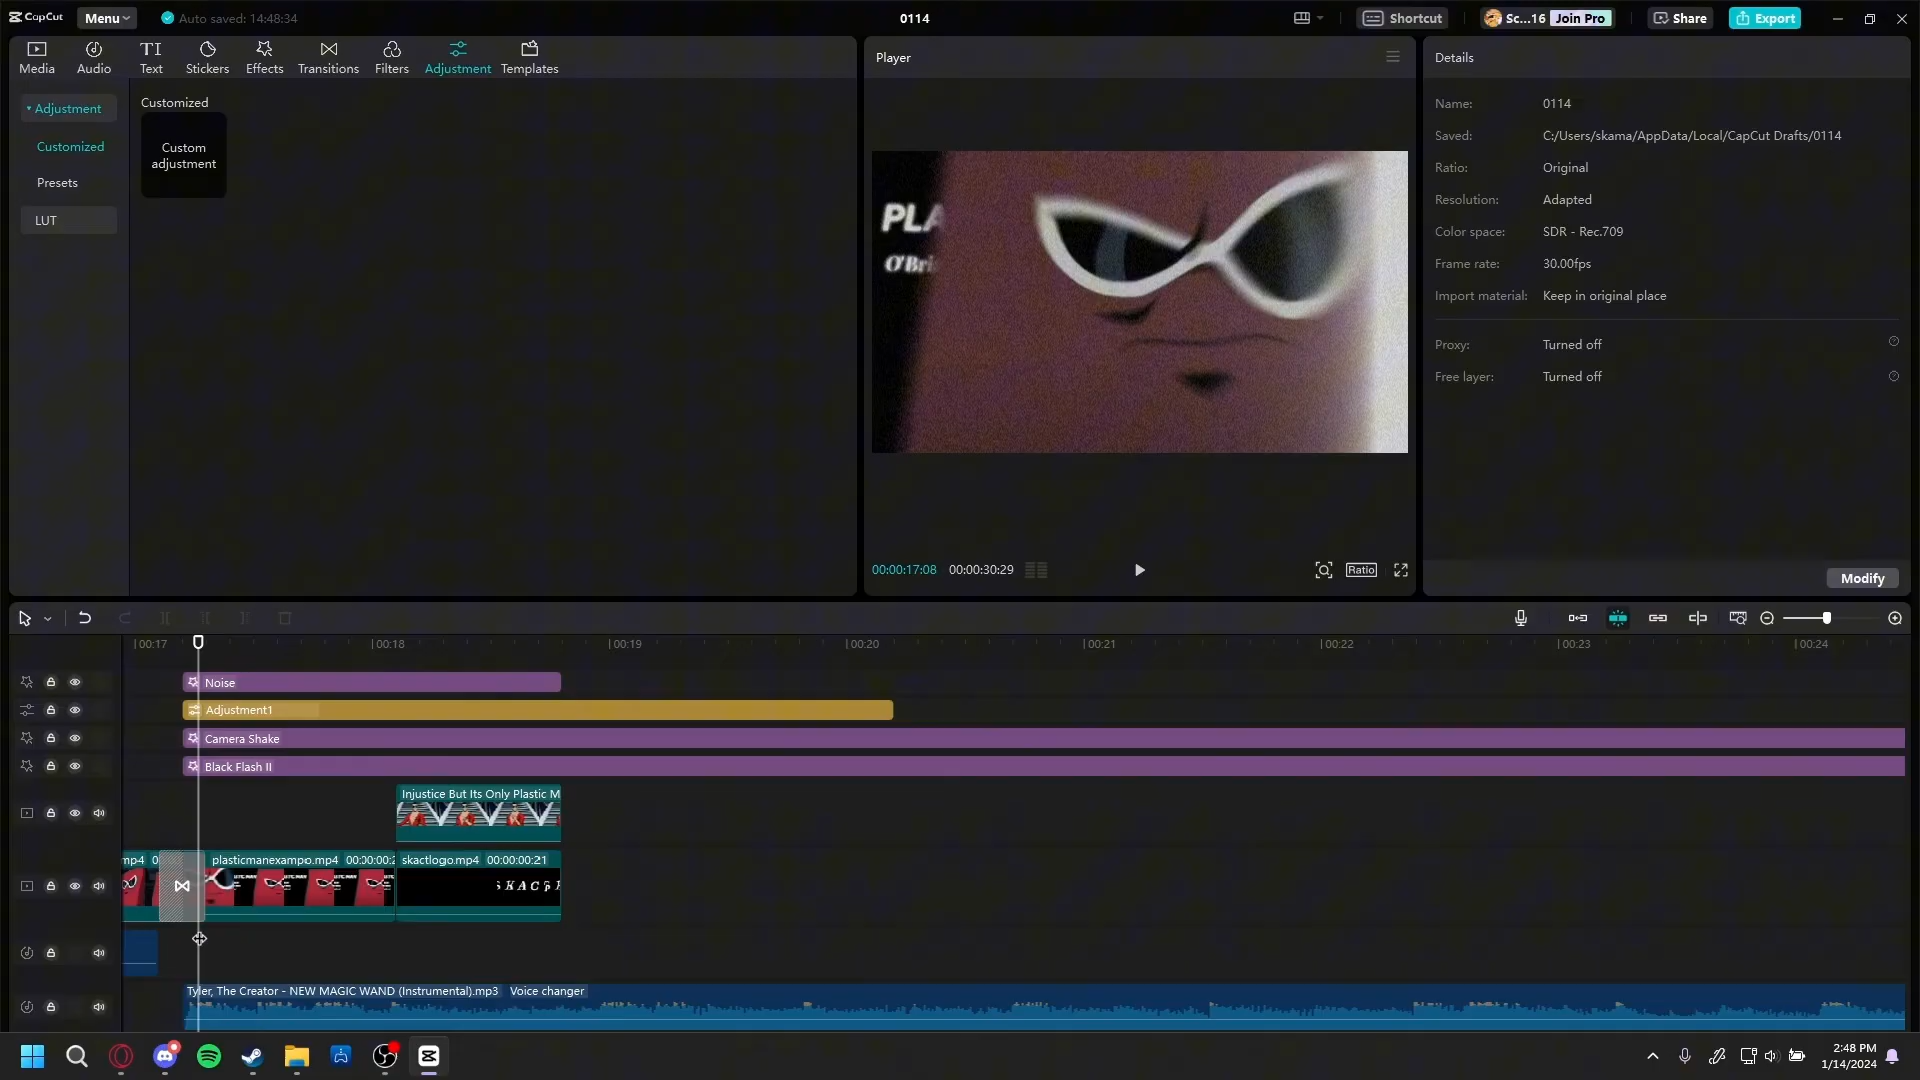 CapCut
Menu
Auto saved: 14:48:34
0114
Shortcut
Sc...16
Join Pro
Share
Export
Media
Audio
TI
Text
Stickers
Effects
Transitions
Filters
Adjustment
Templates
Player
Details
Adjustment
Customized
Presets
LUT
Customized
Custom
adjustment
PLA
O'Bri
00:00:17:08
00:00:30:29
Ratio
Name:
0114
Saved:
C:/Users/skama/AppData/Local/CapCut Drafts/0114
Ratio:
Original
Resolution:
Adapted
Color space:
SDR - Rec.709
Frame rate:
30.00fps
Import material:
Keep in original place
Proxy:
Turned off
Free layer:
Turned off
Modify
00:17
00:18
00:19
00:20
00:21
00:22
00:23
00:24
Noise
Adjustment1
Camera Shake
Black Flash II
Injustice But Its Only Plastic M
mp4 0
plasticmanexampo.mp4 00:00:00:2
skactlogo.mp4 00:00:00:21
Tyler, The Creator - NEW MAGIC WAND (Instrumental).mp3 Voice changer
2:48 PM
1/14/2024